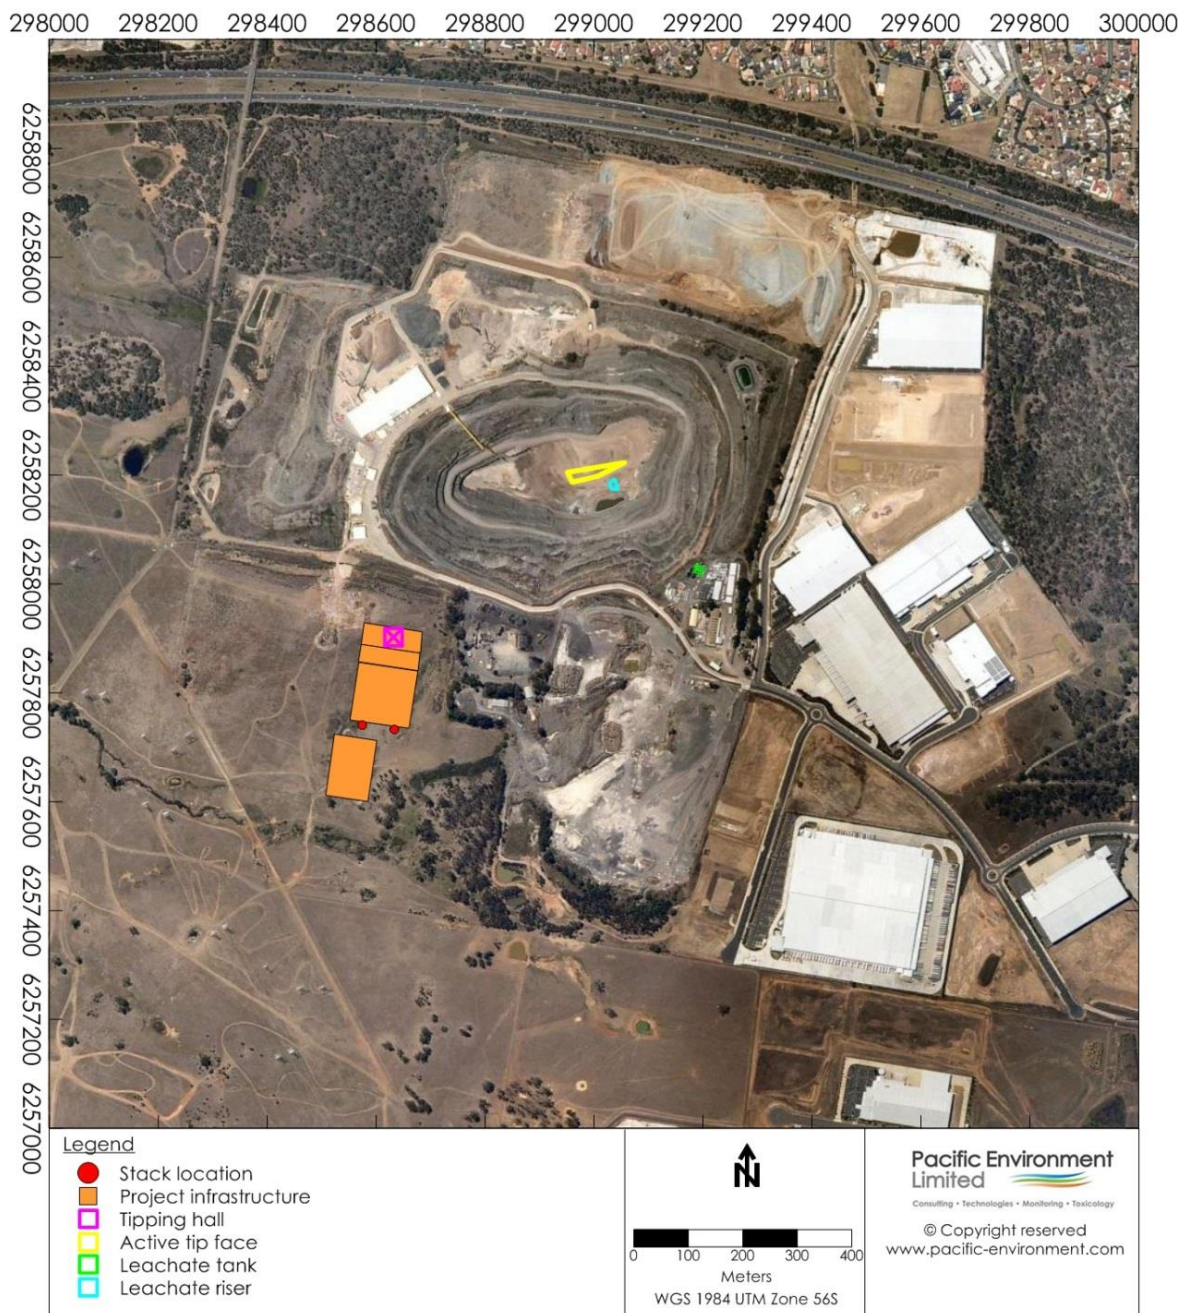 298000 298200 298400 298600 298800 299000 299200 299400 299600 299800 300000
6258800
6258600
6258400
6258200
6258000
6257800
6257600
6257400
6257200
6257000
Legend
Stack location
Project infrastructure
Tipping hall
Active tip face
Leachate tank
Leachate riser
N
0 100 200 300 400
Meters
WGS 1984 UTM Zone 56S
Pacific Environment
Limited
Consulting • Technologies • Monitoring • Toxicology
© Copyright reserved
www.pacific-environment.com